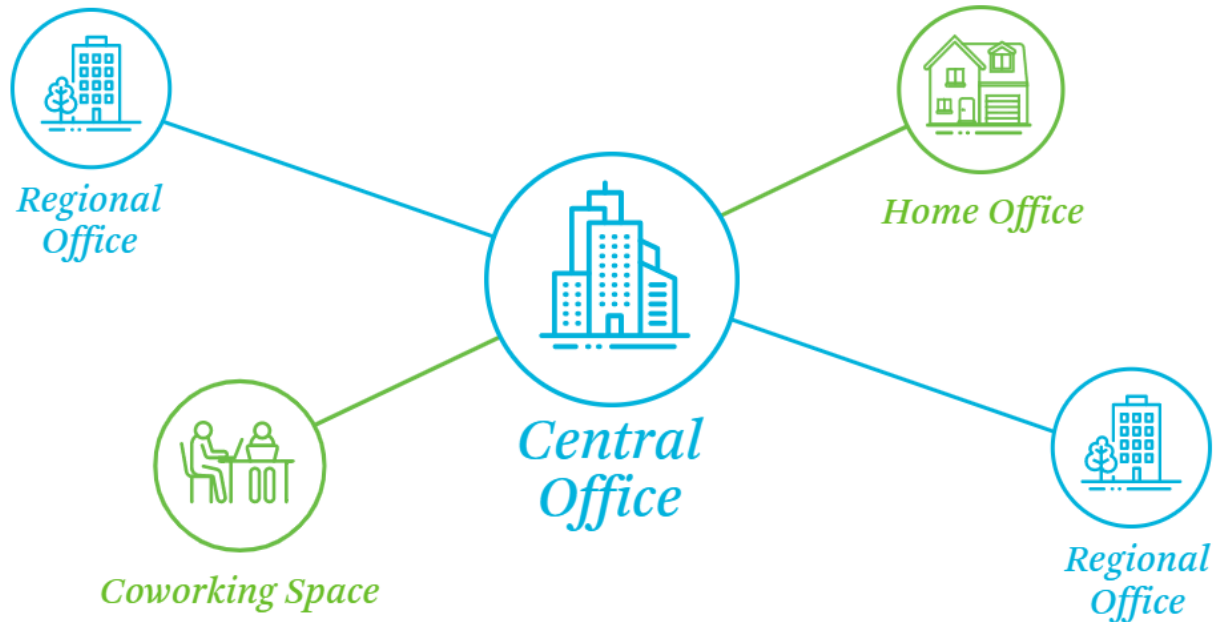 Regional
Office
Home Office
Central
Office
Coworking Space
Regional
Office